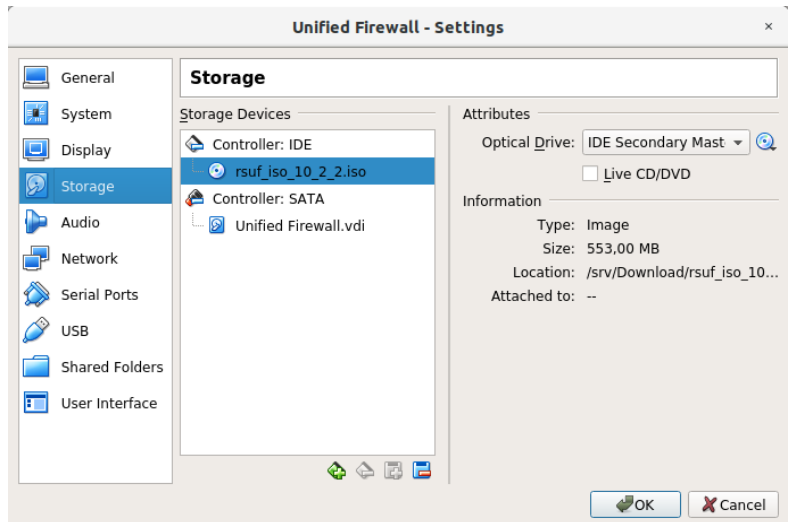 Unified Firewall - Settings
General
System
Display
Storage
Audio
Network
Serial Ports
USB
Shared Folders
User Interface
Storage
Storage Devices
Controller: IDE
rsuf_iso_10_2_2.iso
Controller: SATA
Unified Firewall.vdi
Attributes
Optical Drive: IDE Secondary Mast
Live CD/DVD
Information
Type: Image
Size: 553,00 MB
Location: /srv/Download/rsuf_iso_10...
Attached to: --
OK
Cancel